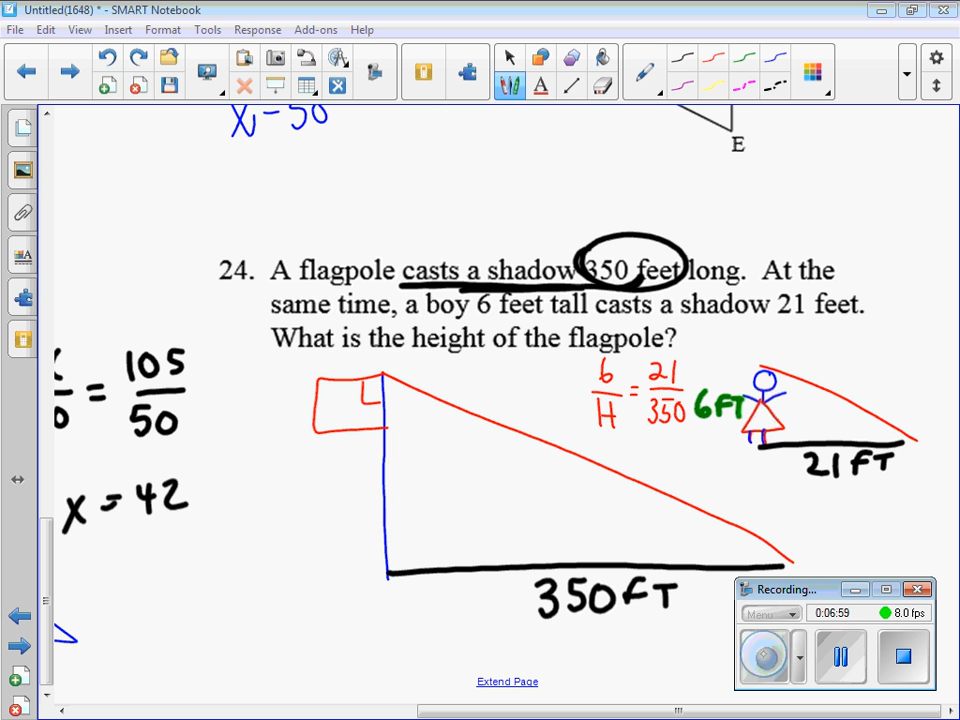 Untitled(1648) * - SMART Notebook
File Edit View Insert Format Tools Response Add-ons Help
x = 50
E
24. A flagpole casts a shadow 350 feet long. At the
same time, a boy 6 feet tall casts a shadow 21 feet.
What is the height of the flagpole?
= 105
50
x = 42
L
6 = 21
H 350
6FT
21FT
350FT
Recording...
Menu
0:06:59
8.0 fps
Extend Page